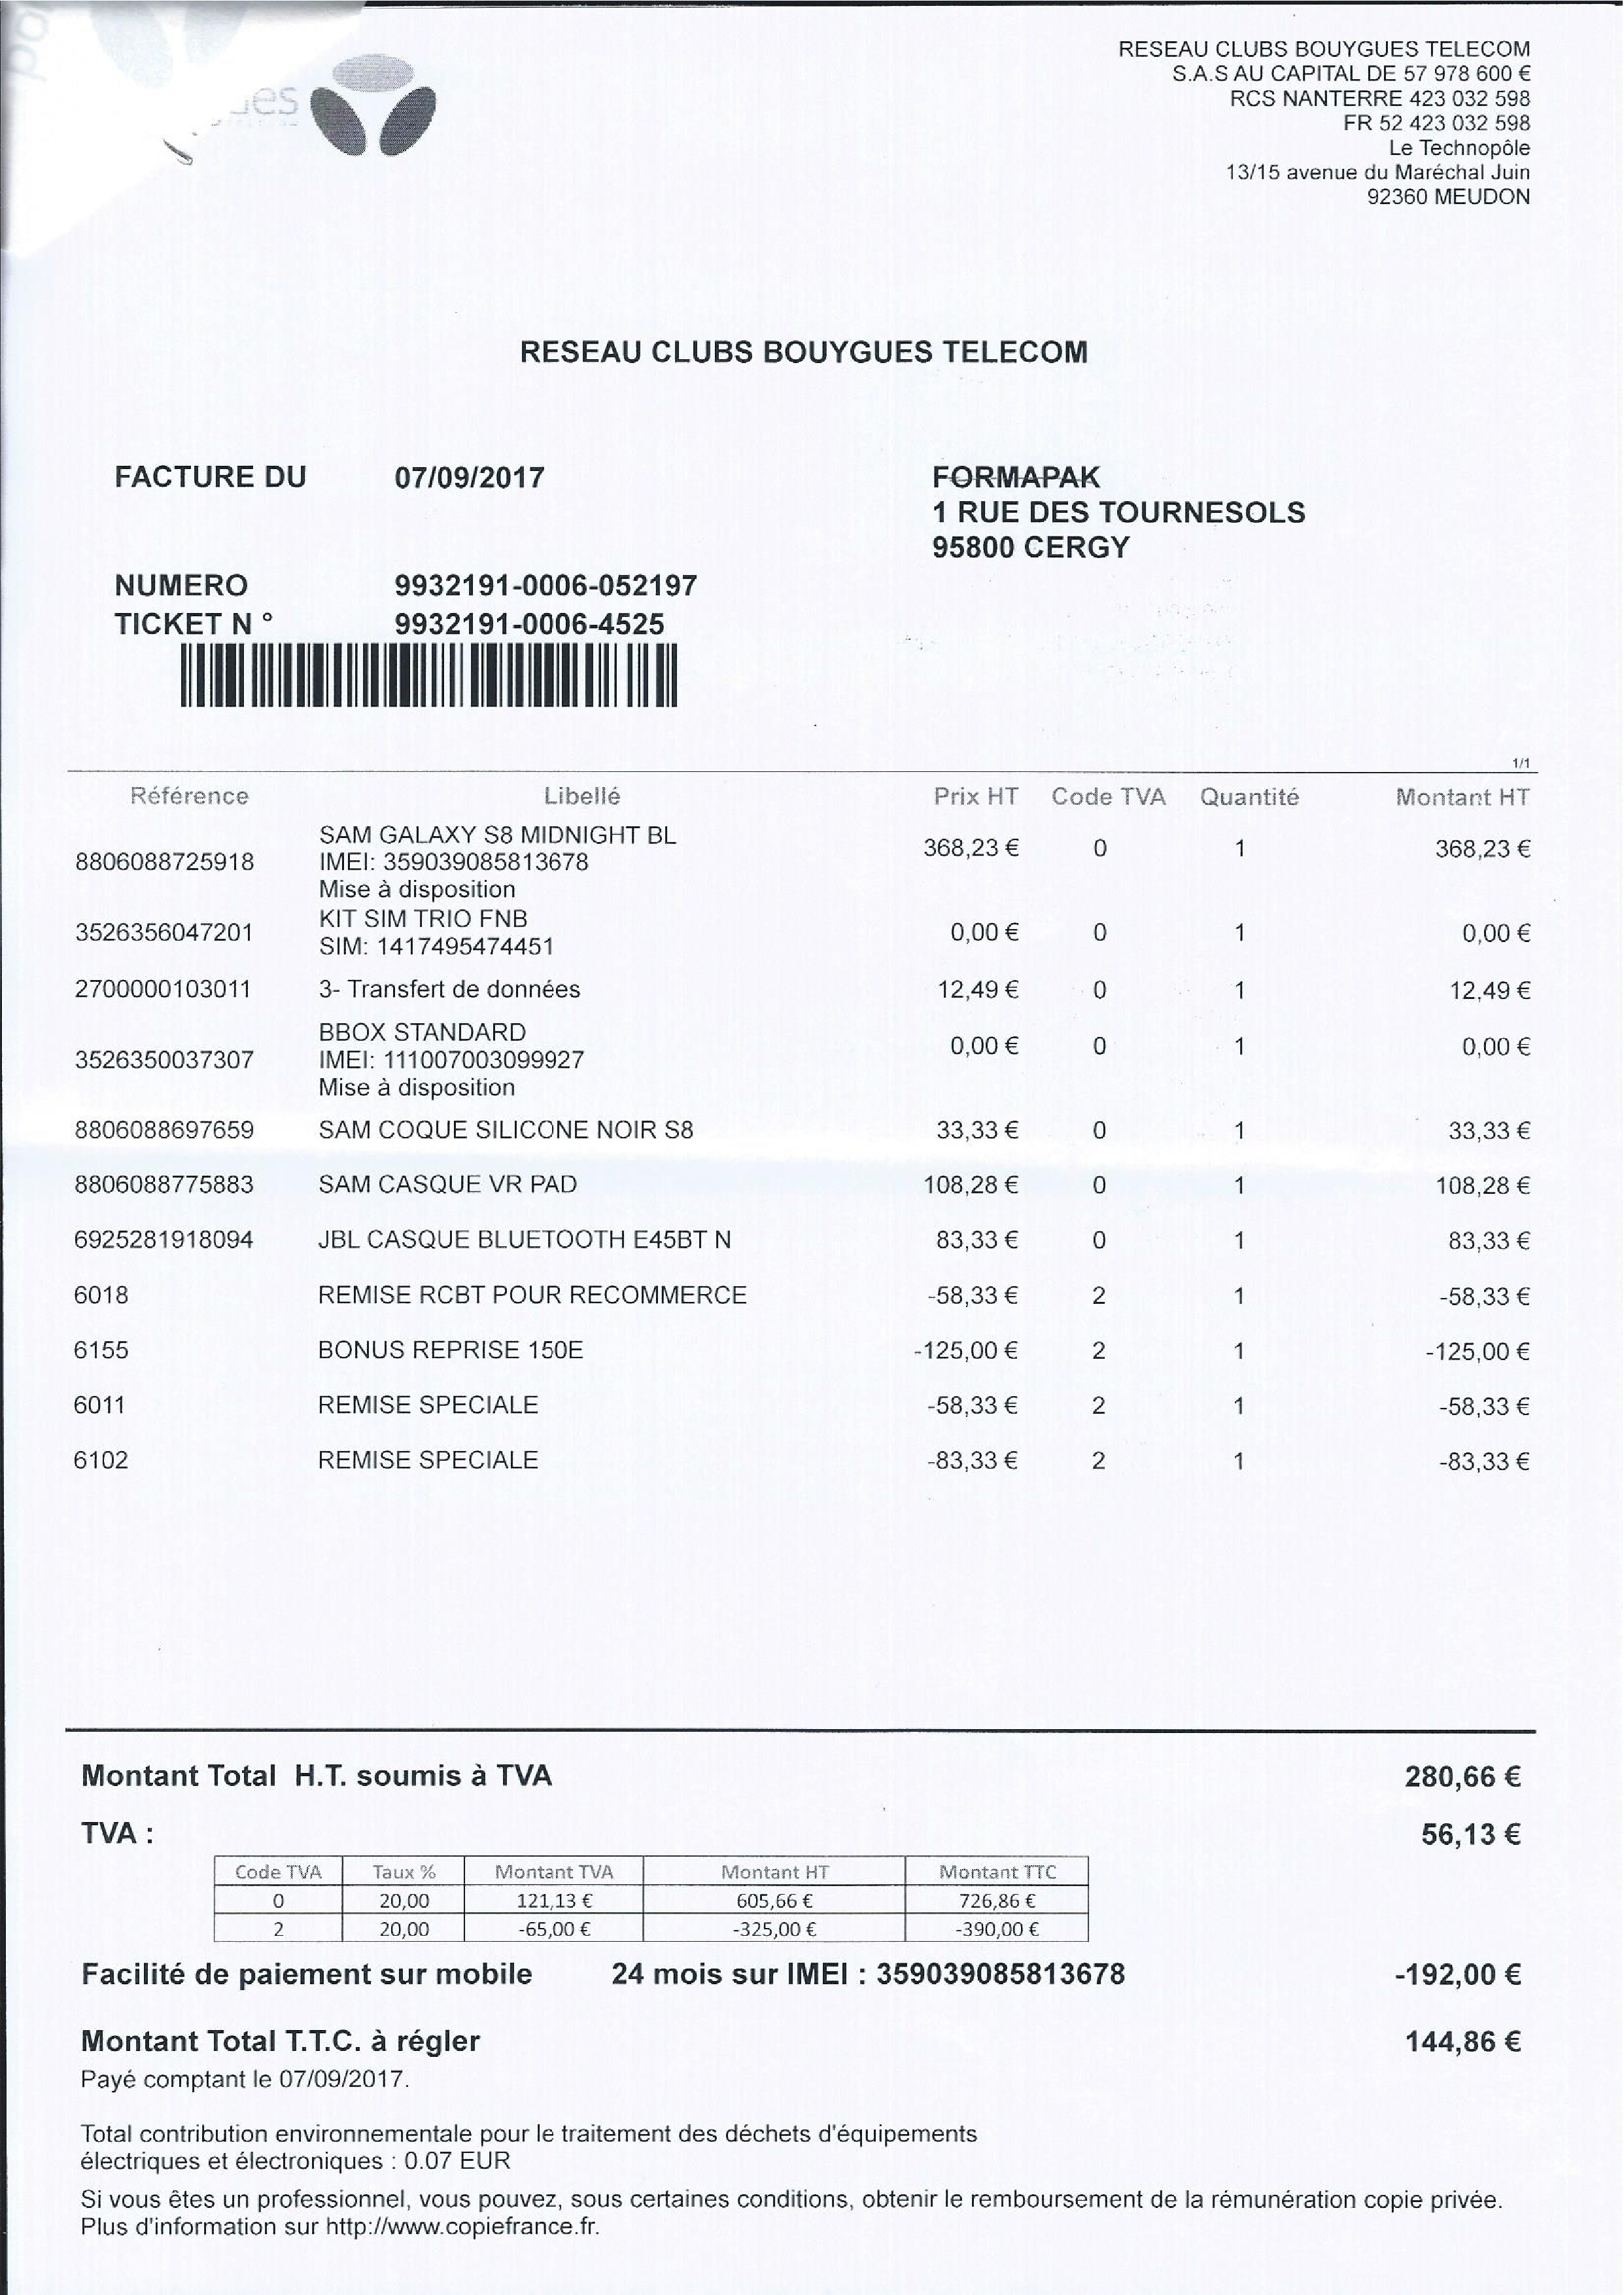 RESEAU CLUBS BOUYGUES TELECOM
S.A.S AU CAPITAL DE 57 978 600 €
RCS NANTERRE 423 032 598
FR 52 423 032 598
Le Technopôle
13/15 avenue du Maréchal Juin
92360 MEUDON
RESEAU CLUBS BOUYGUES TELECOM
FACTURE DU 07/09/2017
FORMAPAK
1 RUE DES TOURNESOLS
95800 CERGY
NUMERO 9932191-0006-052197
TICKET N ° 9932191-0006-4525
1/1
Référence Libellé Prix HT Code TVA Quantité Montant HT
SAM GALAXY S8 MIDNIGHT BL
8806088725918 IMEI: 359039085813678 368,23 € 0 1 368,23 €
Mise à disposition
KIT SIM TRIO FNB
3526356047201 0,00 € 0 1 0,00 €
SIM: 1417495474451
2700000103011 3- Transfert de données 12,49 € 0 1 12,49 €
BBOX STANDARD
3526350037307 IMEI: 111007003099927 0,00 € 0 1 0,00 €
Mise à disposition
8806088697659 SAM COQUE SILICONE NOIR S8 33,33 € 0 1 33,33 €
8806088775883 SAM CASQUE VR PAD 108,28 € 0 1 108,28 €
6925281918094 JBL CASQUE BLUETOOTH E45BT N 83,33 € 0 1 83,33 €
6018 REMISE RCBT POUR RECOMMERCE -58,33 € 2 1 -58,33 €
6155 BONUS REPRISE 150E -125,00 € 2 1 -125,00 €
6011 REMISE SPECIALE -58,33 € 2 1 -58,33 €
6102 REMISE SPECIALE -83,33 € 2 1 -83,33 €
Montant Total H.T. soumis à TVA 280,66 €
TVA : 56,13 €
Code TVA Taux % Montant TVA Montant HT Montant TTC
0 20,00 121,13 € 605,66 € 726,86 €
2 20,00 -65,00 € -325,00 € -390,00 €
Facilité de paiement sur mobile 24 mois sur IMEI : 359039085813678 -192,00 €
Montant Total T.T.C. à régler 144,86 €
Payé comptant le 07/09/2017.
Total contribution environnementale pour le traitement des déchets d'équipements
électriques et électroniques : 0.07 EUR
Si vous êtes un professionnel, vous pouvez, sous certaines conditions, obtenir le remboursement de la rémunération copie privée.
Plus d'information sur http://www.copiefrance.fr.